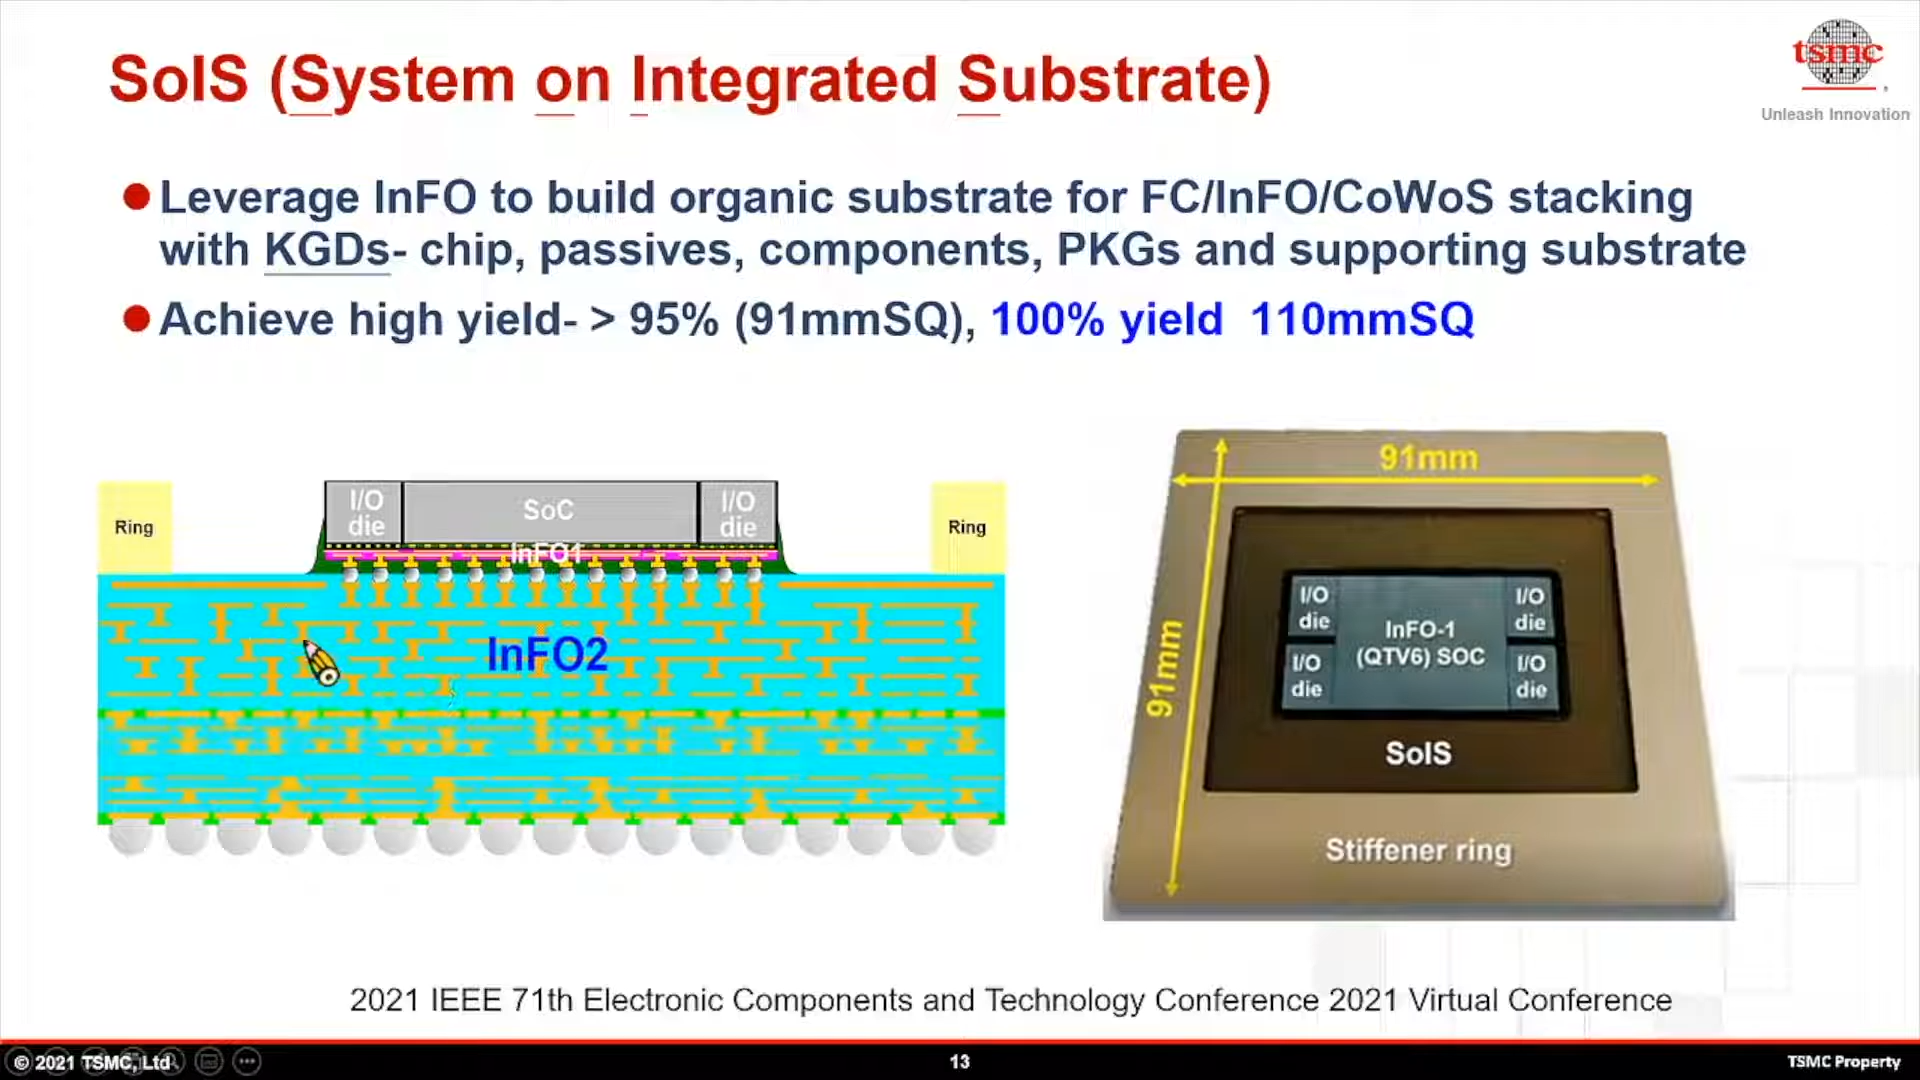 SoIS (System on Integrated Substrate)
tsmc
Unleash Innovation
Leverage InFO to build organic substrate for FC/InFO/CoWoS stacking
with KGDs- chip, passives, components, PKGs and supporting substrate
Achieve high yield- > 95% (91mmSQ), 100% yield 110mmSQ
Ring
I/O
die
SoC
I/O
die
Ring
InFO1
InFO2
91mm
91mm
I/O
die
I/O
die
InFO-1
(QTV6) SOC
I/O
die
I/O
die
SoIS
Stiffener ring
2021 IEEE 71th Electronic Components and Technology Conference 2021 Virtual Conference
© 2021 TSMC, Ltd
13
TSMC Property